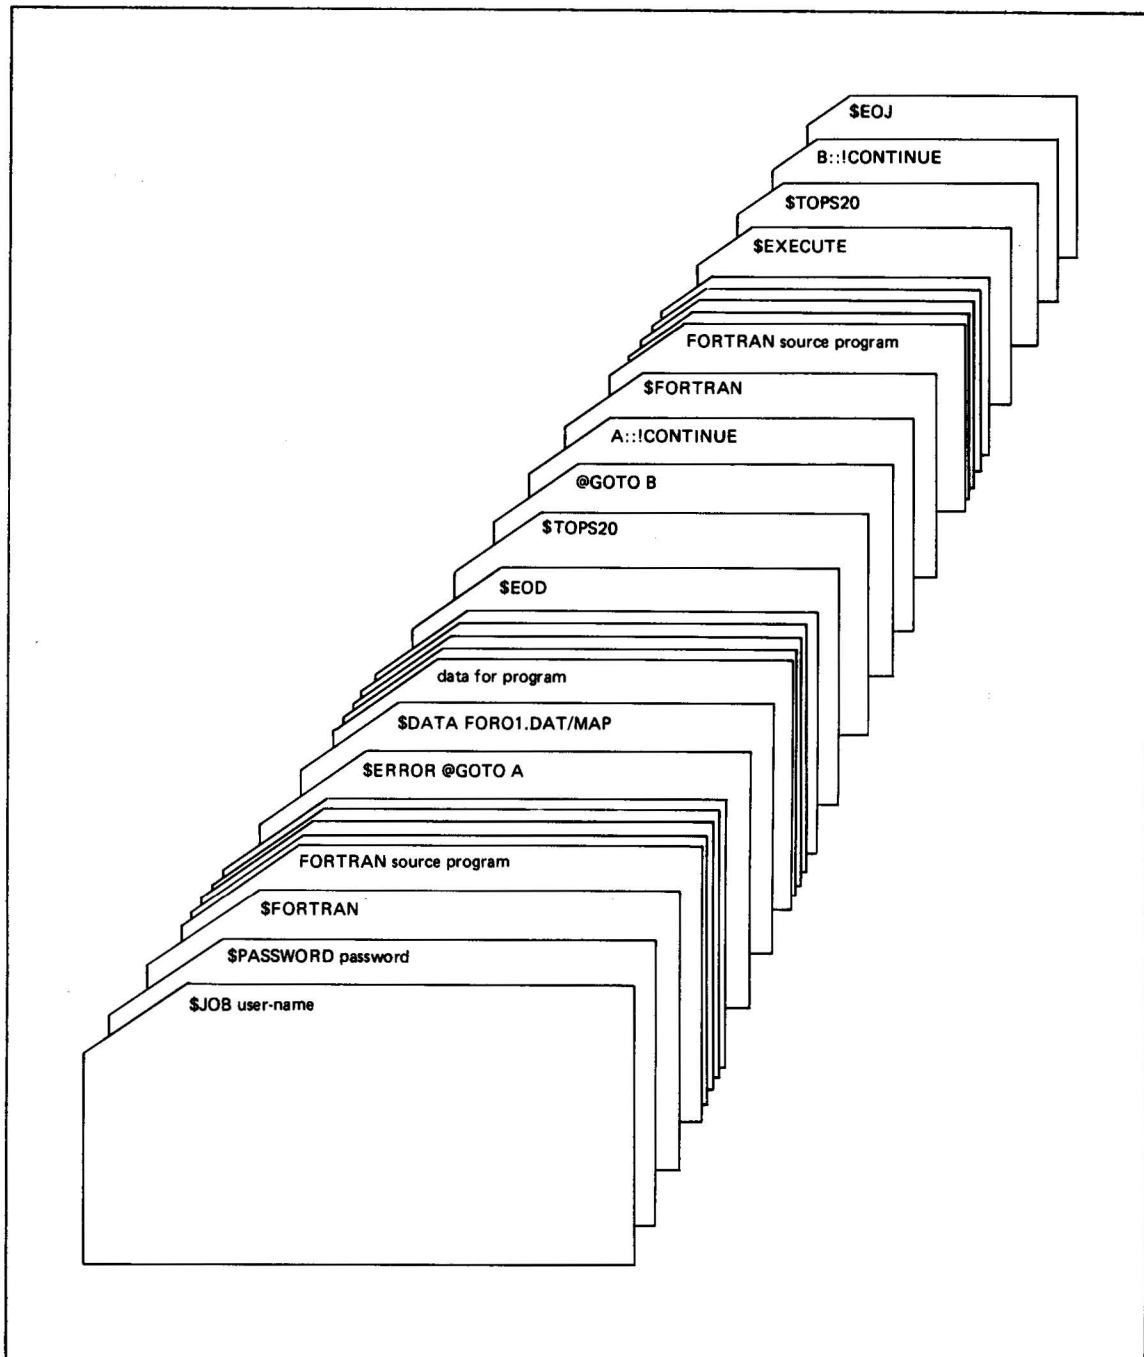 $EOJ
B::!CONTINUE
$TOPS20
$EXECUTE
FORTRAN source program
$FORTRAN
A::!CONTINUE
@GOTO B
$TOPS20
$EOD
data for program
$DATA FORO1.DAT/MAP
$ERROR @GOTO A
FORTRAN source program
$FORTRAN
$PASSWORD password
$JOB user-name